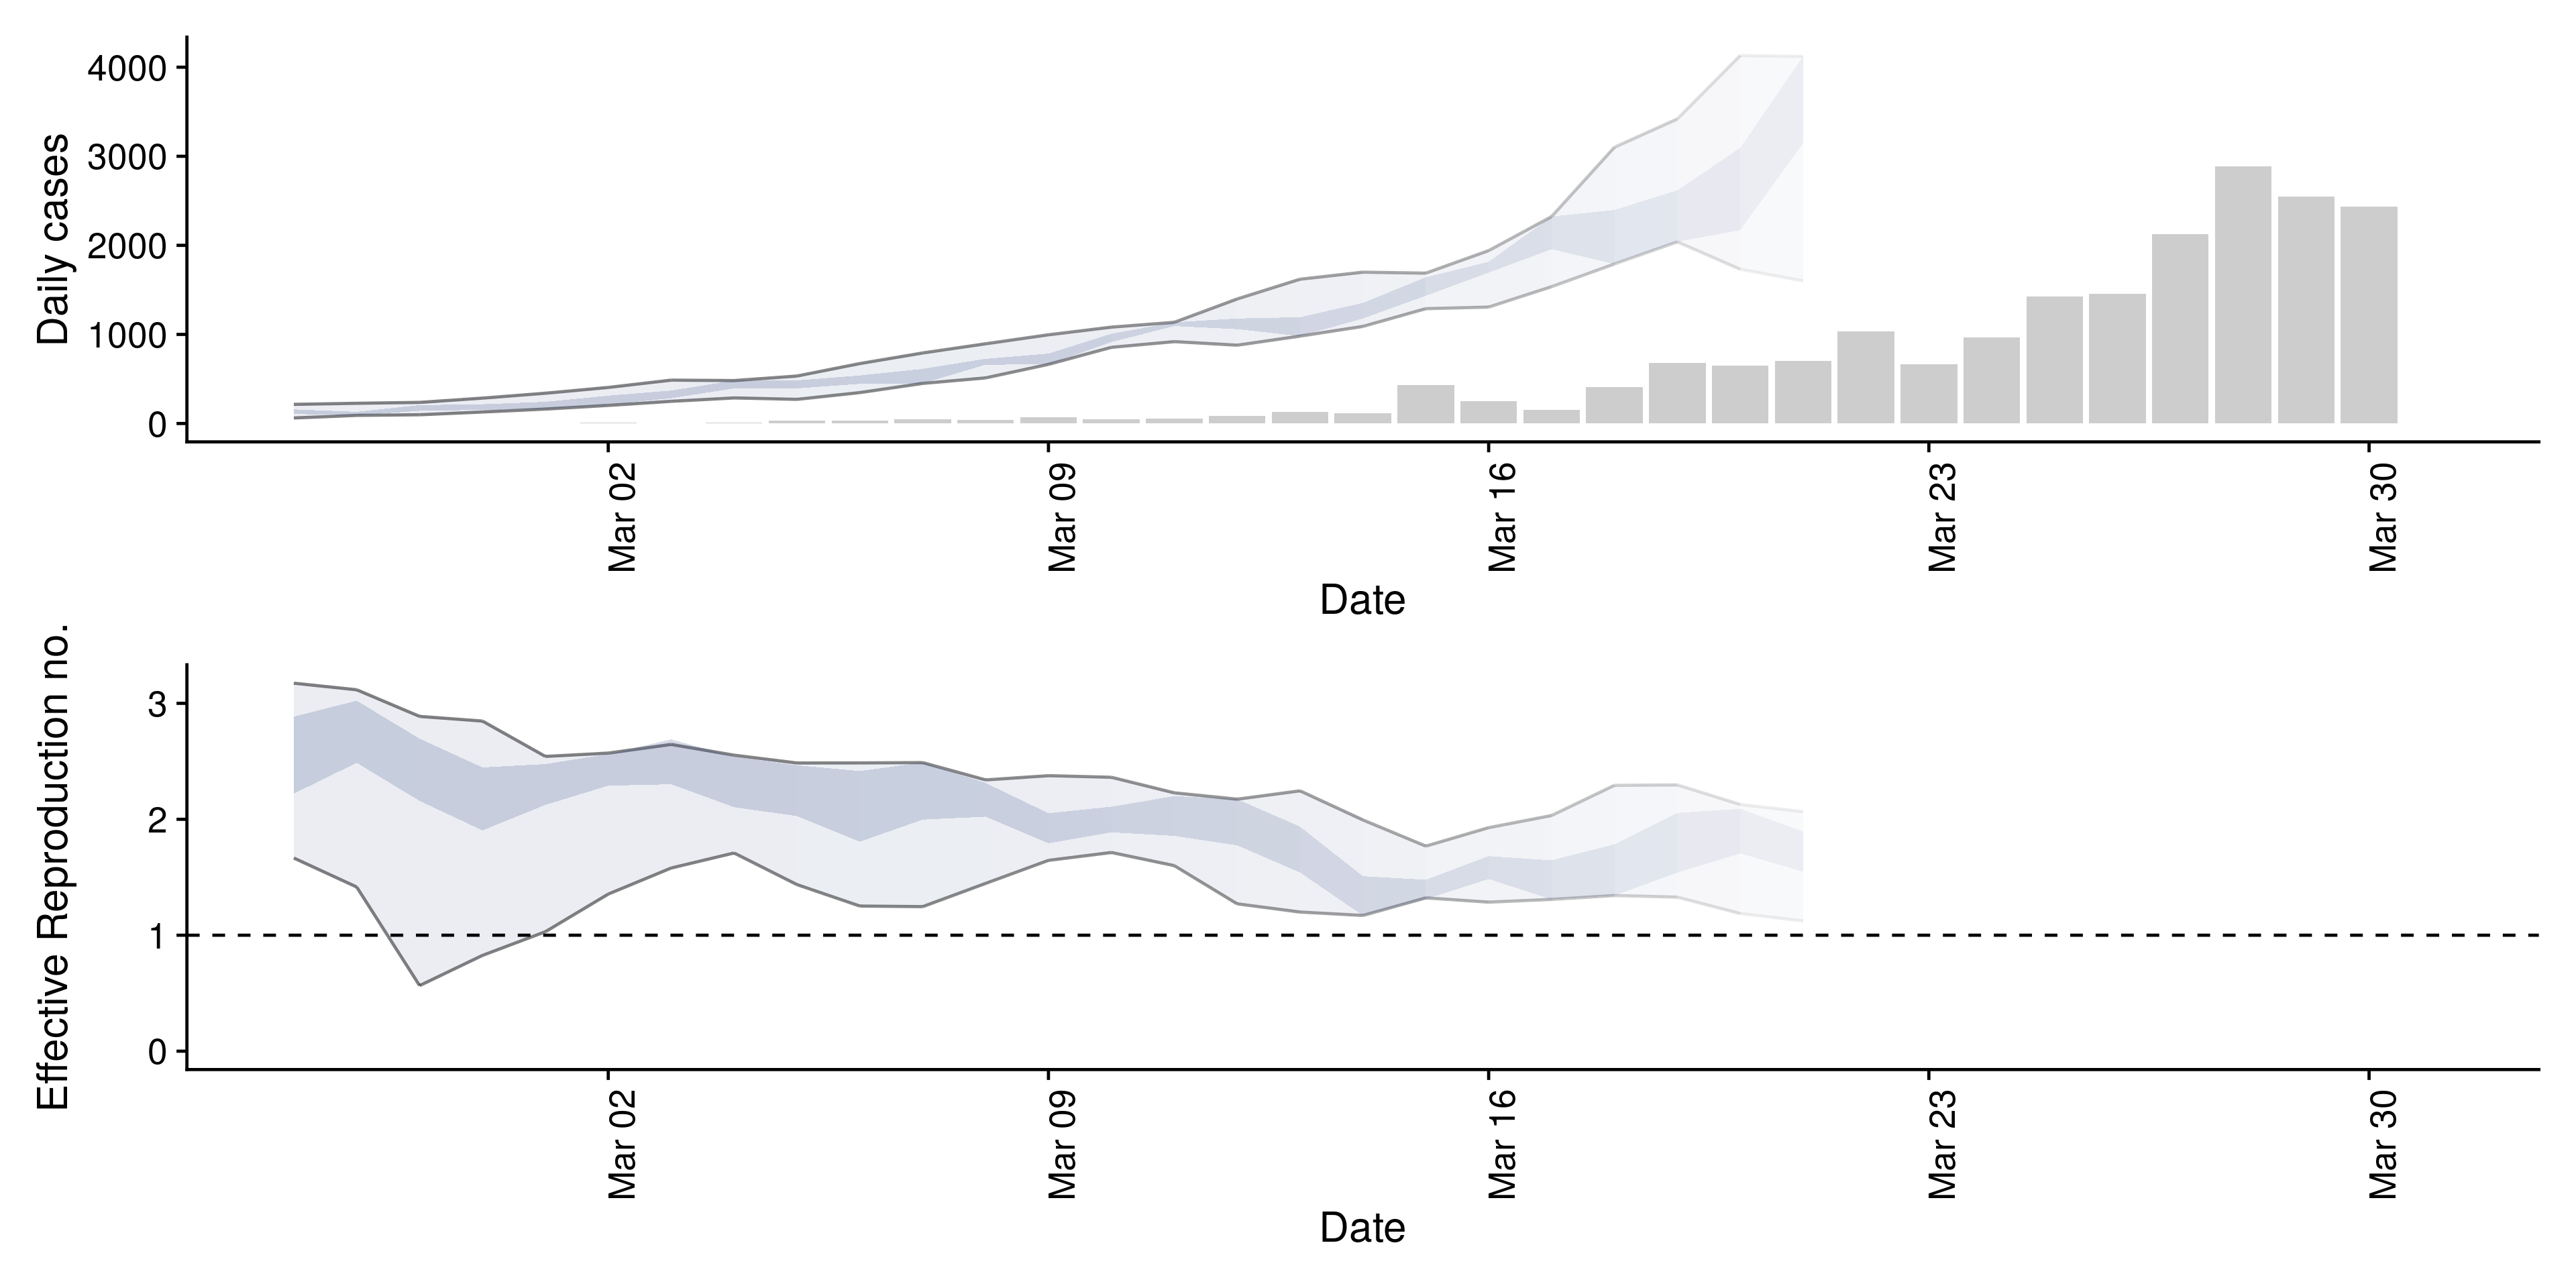 Daily cases
4000
3000
2000
1000
0
Mar 02
Mar 09
Mar 16
Mar 23
Mar 30
Date
Effective Reproduction no.
3
2
1
0
Mar 02
Mar 09
Mar 16
Mar 23
Mar 30
Date